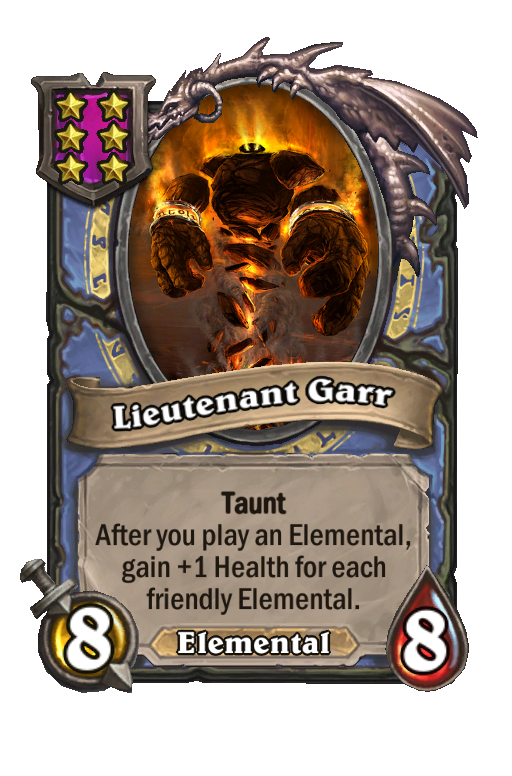 Lieutenant Garr
Taunt
After you play an Elemental,
gain +1 Health for each
friendly Elemental.
8
Elemental
8